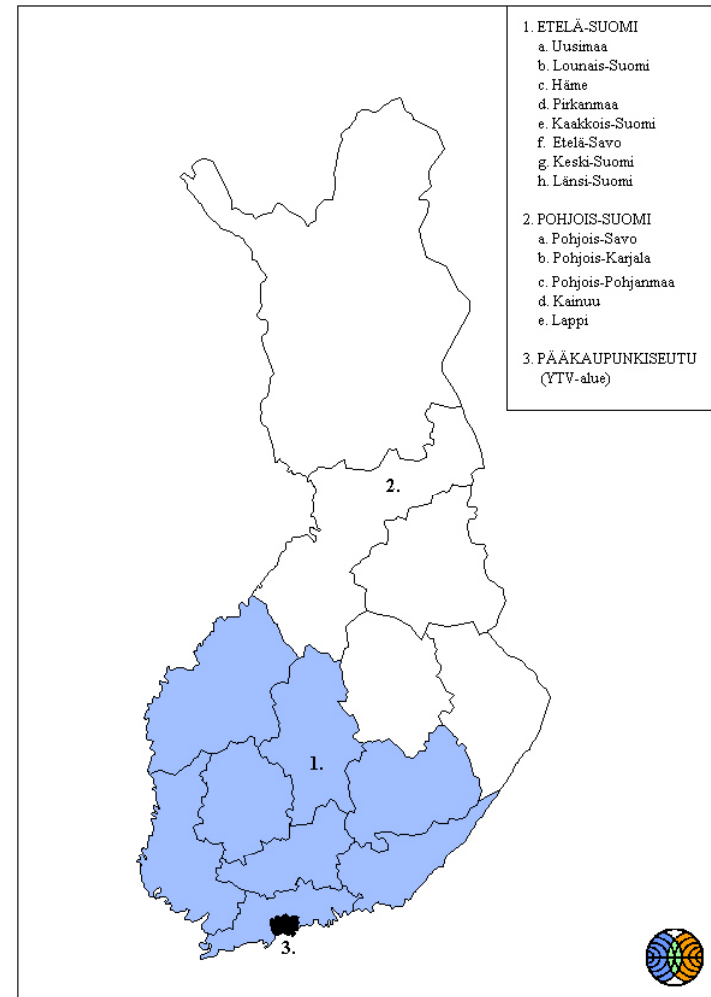 1. ETELÄ-SUOMI
a. Uusimaa
b. Lounais-Suomi
c. Häme
d. Pirkanmaa
e. Kaakkois-Suomi
f. Etelä-Savo
g. Keski-Suomi
h. Länsi-Suomi
2. POHJOIS-SUOMI
a. Pohjois-Savo
b. Pohjois-Karjala
c. Pohjois-Pohjanmaa
d. Kainuu
e. Lappi
3. PÄÄKAUPUNKISEUTU
(YTV-alue)
2.
1.
3.